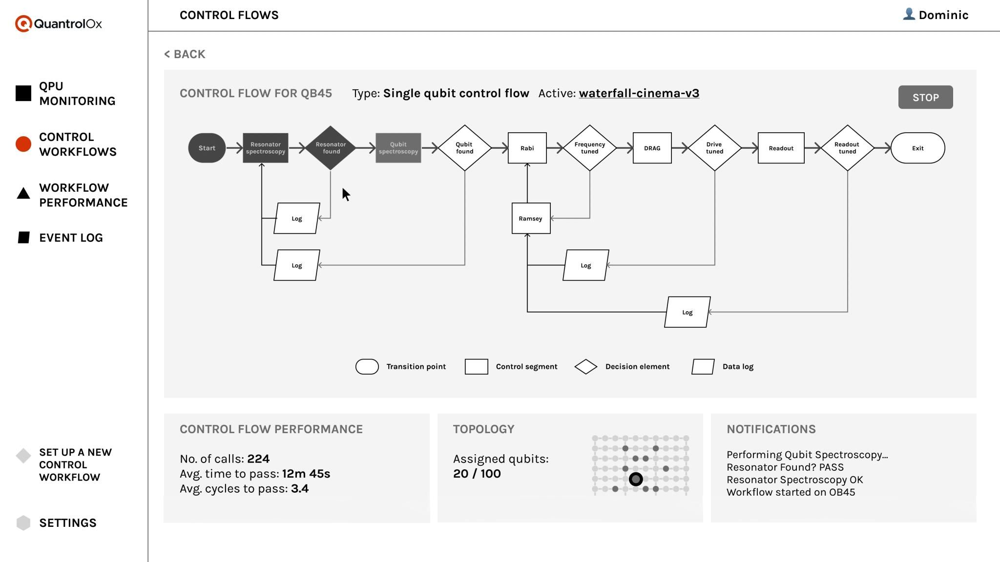 QuantrolOx
CONTROL FLOWS
Dominic
QPU
MONITORING
CONTROL
WORKFLOWS
WORKFLOW
PERFORMANCE
EVENT LOG
SET UP A NEW
CONTROL
WORKFLOW
SETTINGS
< BACK
CONTROL FLOW FOR QB45 Type: Single qubit control flow Active: waterfall-cinema-v3
STOP
Start
Resonator
spectroscopy
Resonator
found
Qubit
spectroscopy
Qubit
found
Rabi
Frequency
tuned
DRAG
Drive
tuned
Readout
Readout
tuned
Exit
Log
Ramsey
Log
Log
Log
Transition point
Control segment
Decision element
Data log
CONTROL FLOW PERFORMANCE
No. of calls: 224
Avg. time to pass: 12m 45s
Avg. cycles to pass: 3.4
TOPOLOGY
Assigned qubits:
20 / 100
NOTIFICATIONS
Performing Qubit Spectroscopy...
Resonator Found? PASS
Resonator Spectroscopy OK
Workflow started on QB45